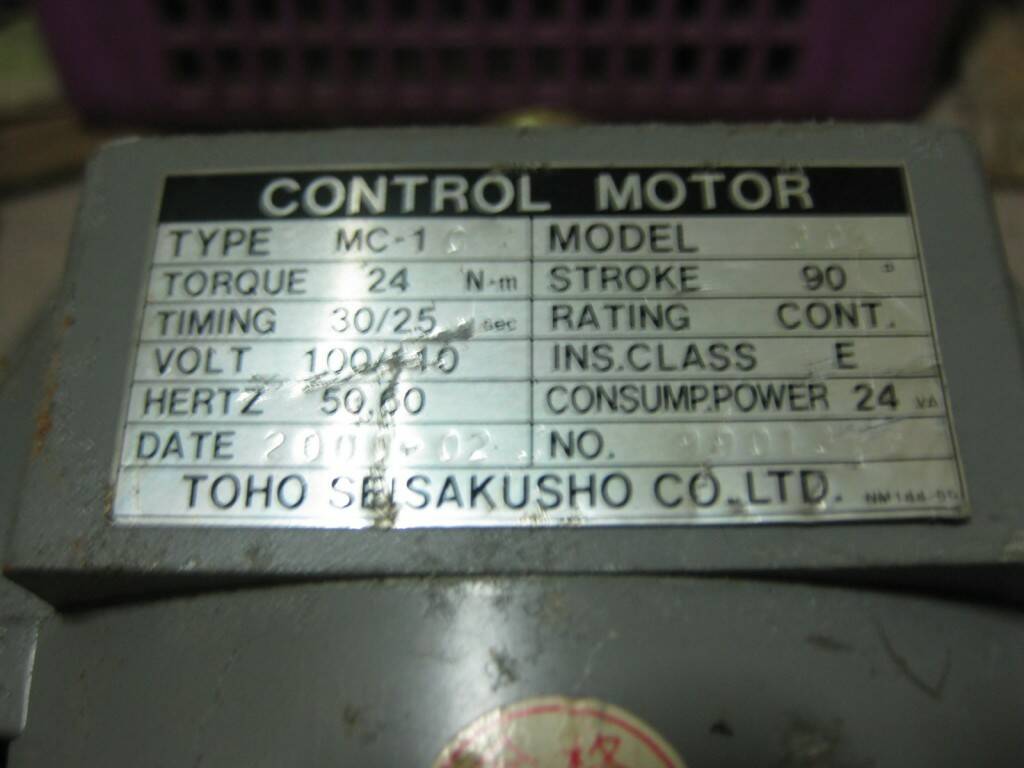 CONTROL MOTOR
TYPE MC-1 MODEL
TORQUE 24 N-m STROKE 90 °
TIMING 30/25 sec RATING CONT.
VOLT 100/110 INS.CLASS E
HERTZ 50.60 CONSUMP.POWER 24 VA
DATE NO.
TOHO SEISAKUSHO CO.,LTD.
格